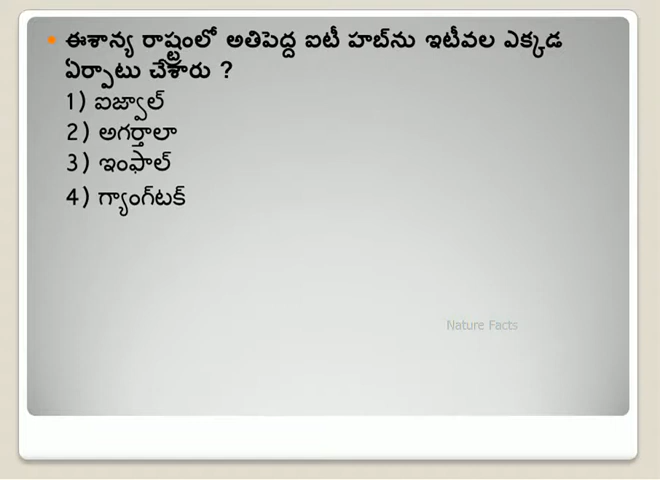 • ఈశాన్య రాష్ట్రంలో అతిపెద్ద ఐటీ హబ్‌ను ఇటీవల ఎక్కడ
ఏర్పాటు చేశారు ?
1) ఐజ్వాల్
2) అగర్తాలా
3) ఇంఫాల్
4) గ్యాంగ్‌టక్
Nature Facts